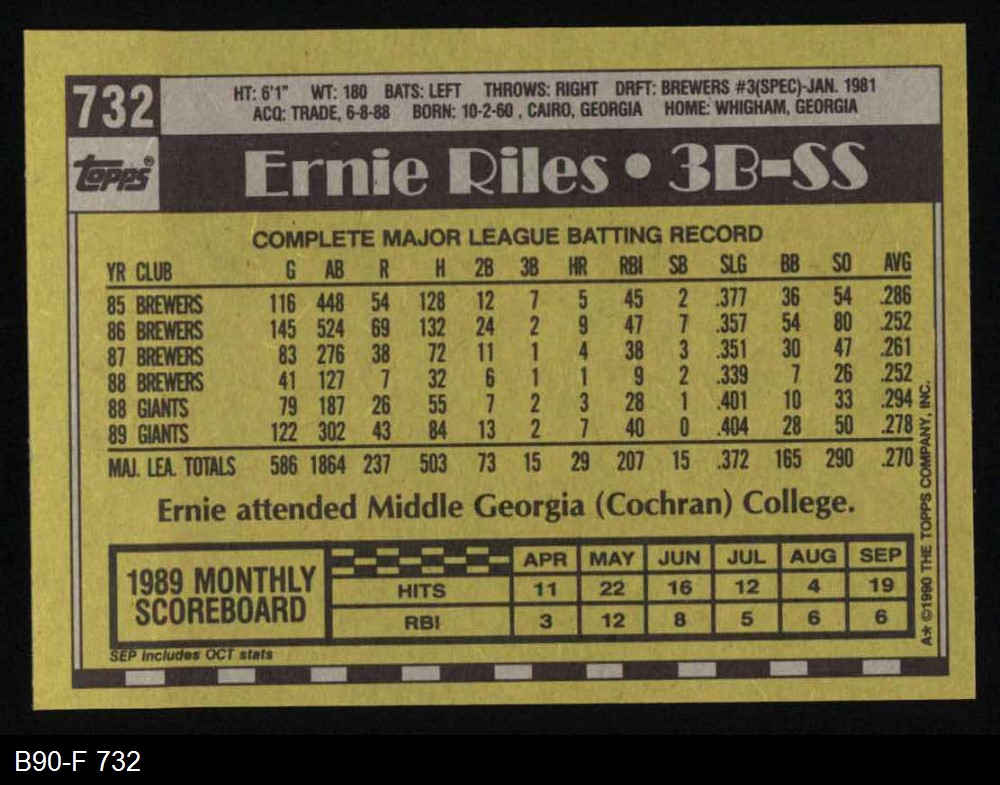 732
HT: 6'1" WT: 180 BATS: LEFT THROWS: RIGHT DRFT: BREWERS #3(SPEC)-JAN. 1981
ACQ: TRADE, 6-8-88 BORN: 10-2-60 , CAIRO, GEORGIA HOME: WHIGHAM, GEORGIA
topps®
Ernie Riles • 3B-SS
COMPLETE MAJOR LEAGUE BATTING RECORD
YR CLUB G AB R H 2B 3B HR RBI SB SLG BB SO AVG
85 BREWERS 116 448 54 128 12 7 5 45 2 .377 36 54 .286
86 BREWERS 145 524 69 132 24 2 9 47 7 .357 54 80 .252
87 BREWERS 83 276 38 72 11 1 4 38 3 .351 30 47 .261
88 BREWERS 41 127 7 32 6 1 1 9 2 .339 7 26 .252
88 GIANTS 79 187 26 55 7 2 3 28 1 .401 10 33 .294
89 GIANTS 122 302 43 84 13 2 7 40 0 .404 28 50 .278
MAJ. LEA. TOTALS 586 1864 237 503 73 15 29 207 15 .372 165 290 .270
Ernie attended Middle Georgia (Cochran) College.
1989 MONTHLY
SCOREBOARD
APR MAY JUN JUL AUG SEP
HITS 11 22 16 12 4 19
RBI 3 12 8 5 6 6
SEP includes OCT stats
A* ©1990 THE TOPPS COMPANY, INC.
B90-F 732